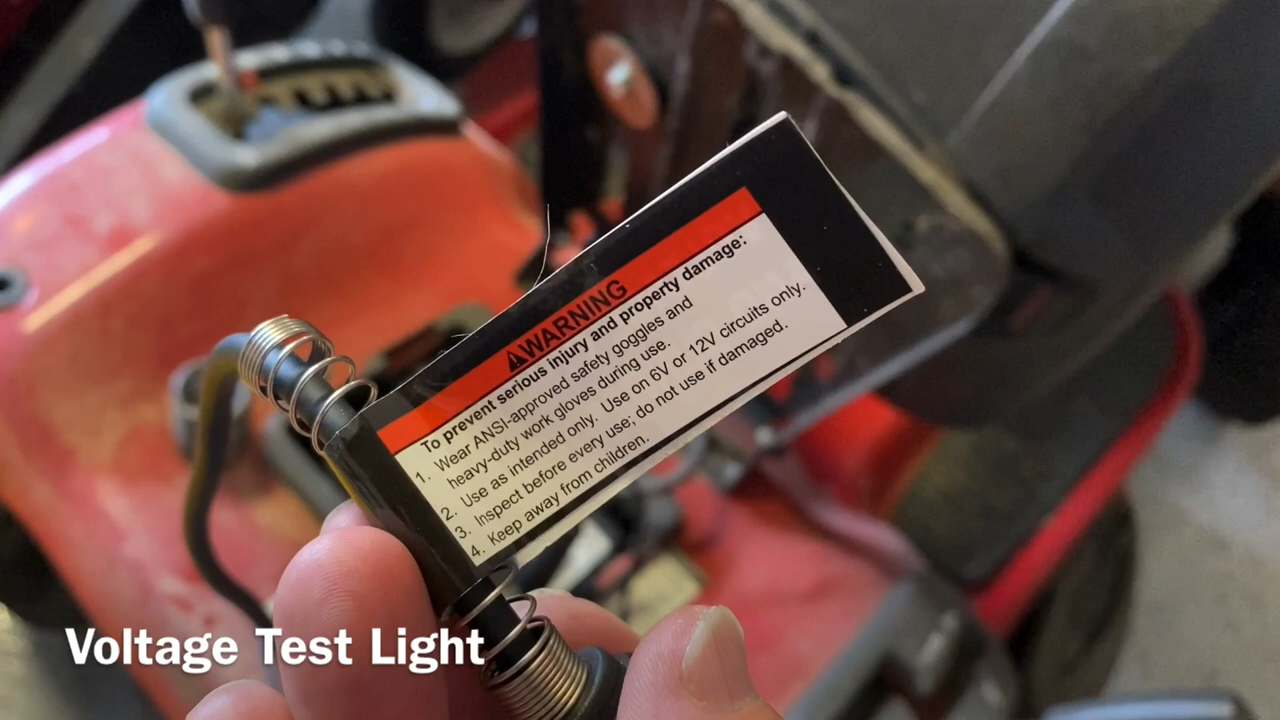 ⚠WARNING
To prevent serious injury and property damage:
1. Wear ANSI-approved safety goggles and
heavy-duty work gloves during use.
2. Use as intended only. Use on 6V or 12V circuits only.
3. Inspect before every use; do not use if damaged.
4. Keep away from children.
Voltage Test Light